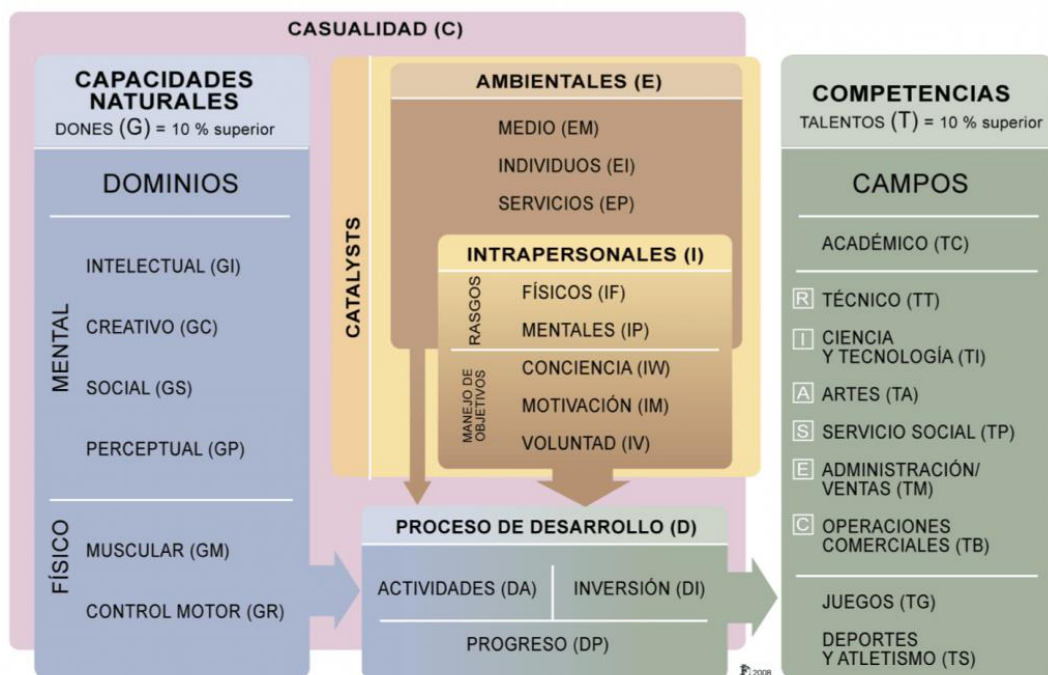 CASUALIDAD (C)
CAPACIDADES
NATURALES
DONES (G) = 10 % superior
DOMINIOS
MENTAL
INTELECTUAL (GI)
CREATIVO (GC)
SOCIAL (GS)
PERCEPTUAL (GP)
FÍSICO
MUSCULAR (GM)
CONTROL MOTOR (GR)
CATALYSTS
AMBIENTALES (E)
MEDIO (EM)
INDIVIDUOS (EI)
SERVICIOS (EP)
INTRAPERSONALES (I)
RASGOS
FÍSICOS (IF)
MENTALES (IP)
MANEJO DE
OBJETIVOS
CONCIENCIA (IW)
MOTIVACIÓN (IM)
VOLUNTAD (IV)
PROCESO DE DESARROLLO (D)
ACTIVIDADES (DA)
INVERSIÓN (DI)
PROGRESO (DP)
COMPETENCIAS
TALENTOS (T) = 10 % superior
CAMPOS
ACADÉMICO (TC)
R TÉCNICO (TT)
I CIENCIA
Y TECNOLOGÍA (TI)
A ARTES (TA)
S SERVICIO SOCIAL (TP)
E ADMINISTRACIÓN/
VENTAS (TM)
C OPERACIONES
COMERCIALES (TB)
JUEGOS (TG)
DEPORTES
Y ATLETISMO (TS)
2008